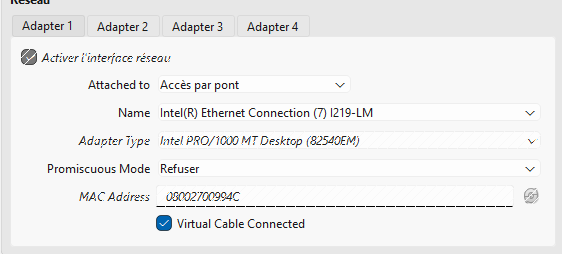 Réseau
Adapter 1 Adapter 2 Adapter 3 Adapter 4
Activer l'interface réseau
Attached to Accès par pont
Name Intel(R) Ethernet Connection (7) I219-LM
Adapter Type Intel PRO/1000 MT Desktop (82540EM)
Promiscuous Mode Refuser
MAC Address 08002700994C
Virtual Cable Connected